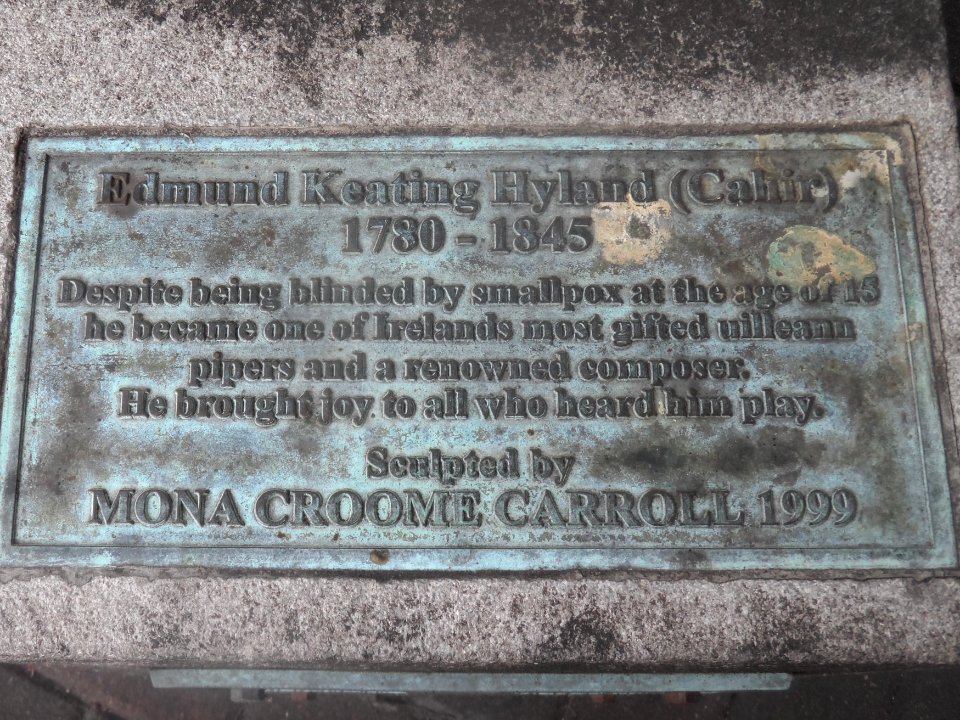 Edmund Keating Hyland (Cahir)
1780 - 1845
Despite being blinded by smallpox at the age of 15
he became one of Irelands most gifted uilleann
pipers and a renowned composer.
He brought joy to all who heard him play.
Sculpted by
MONA CROOME CARROLL 1999